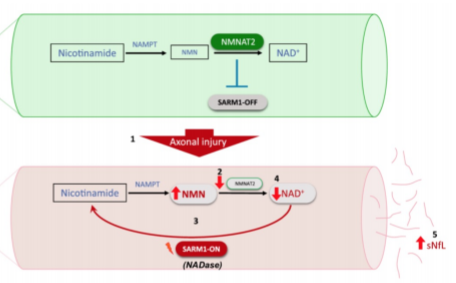 NAMPT
NMNAT2
Nicotinamide
NMN
NAD⁺
SARM1-OFF
1
Axonal injury
2
4
NAMPT
NMNAT2
Nicotinamide
NMN
NAD⁺
3
5
sNfL
SARM1-ON
(NADase)